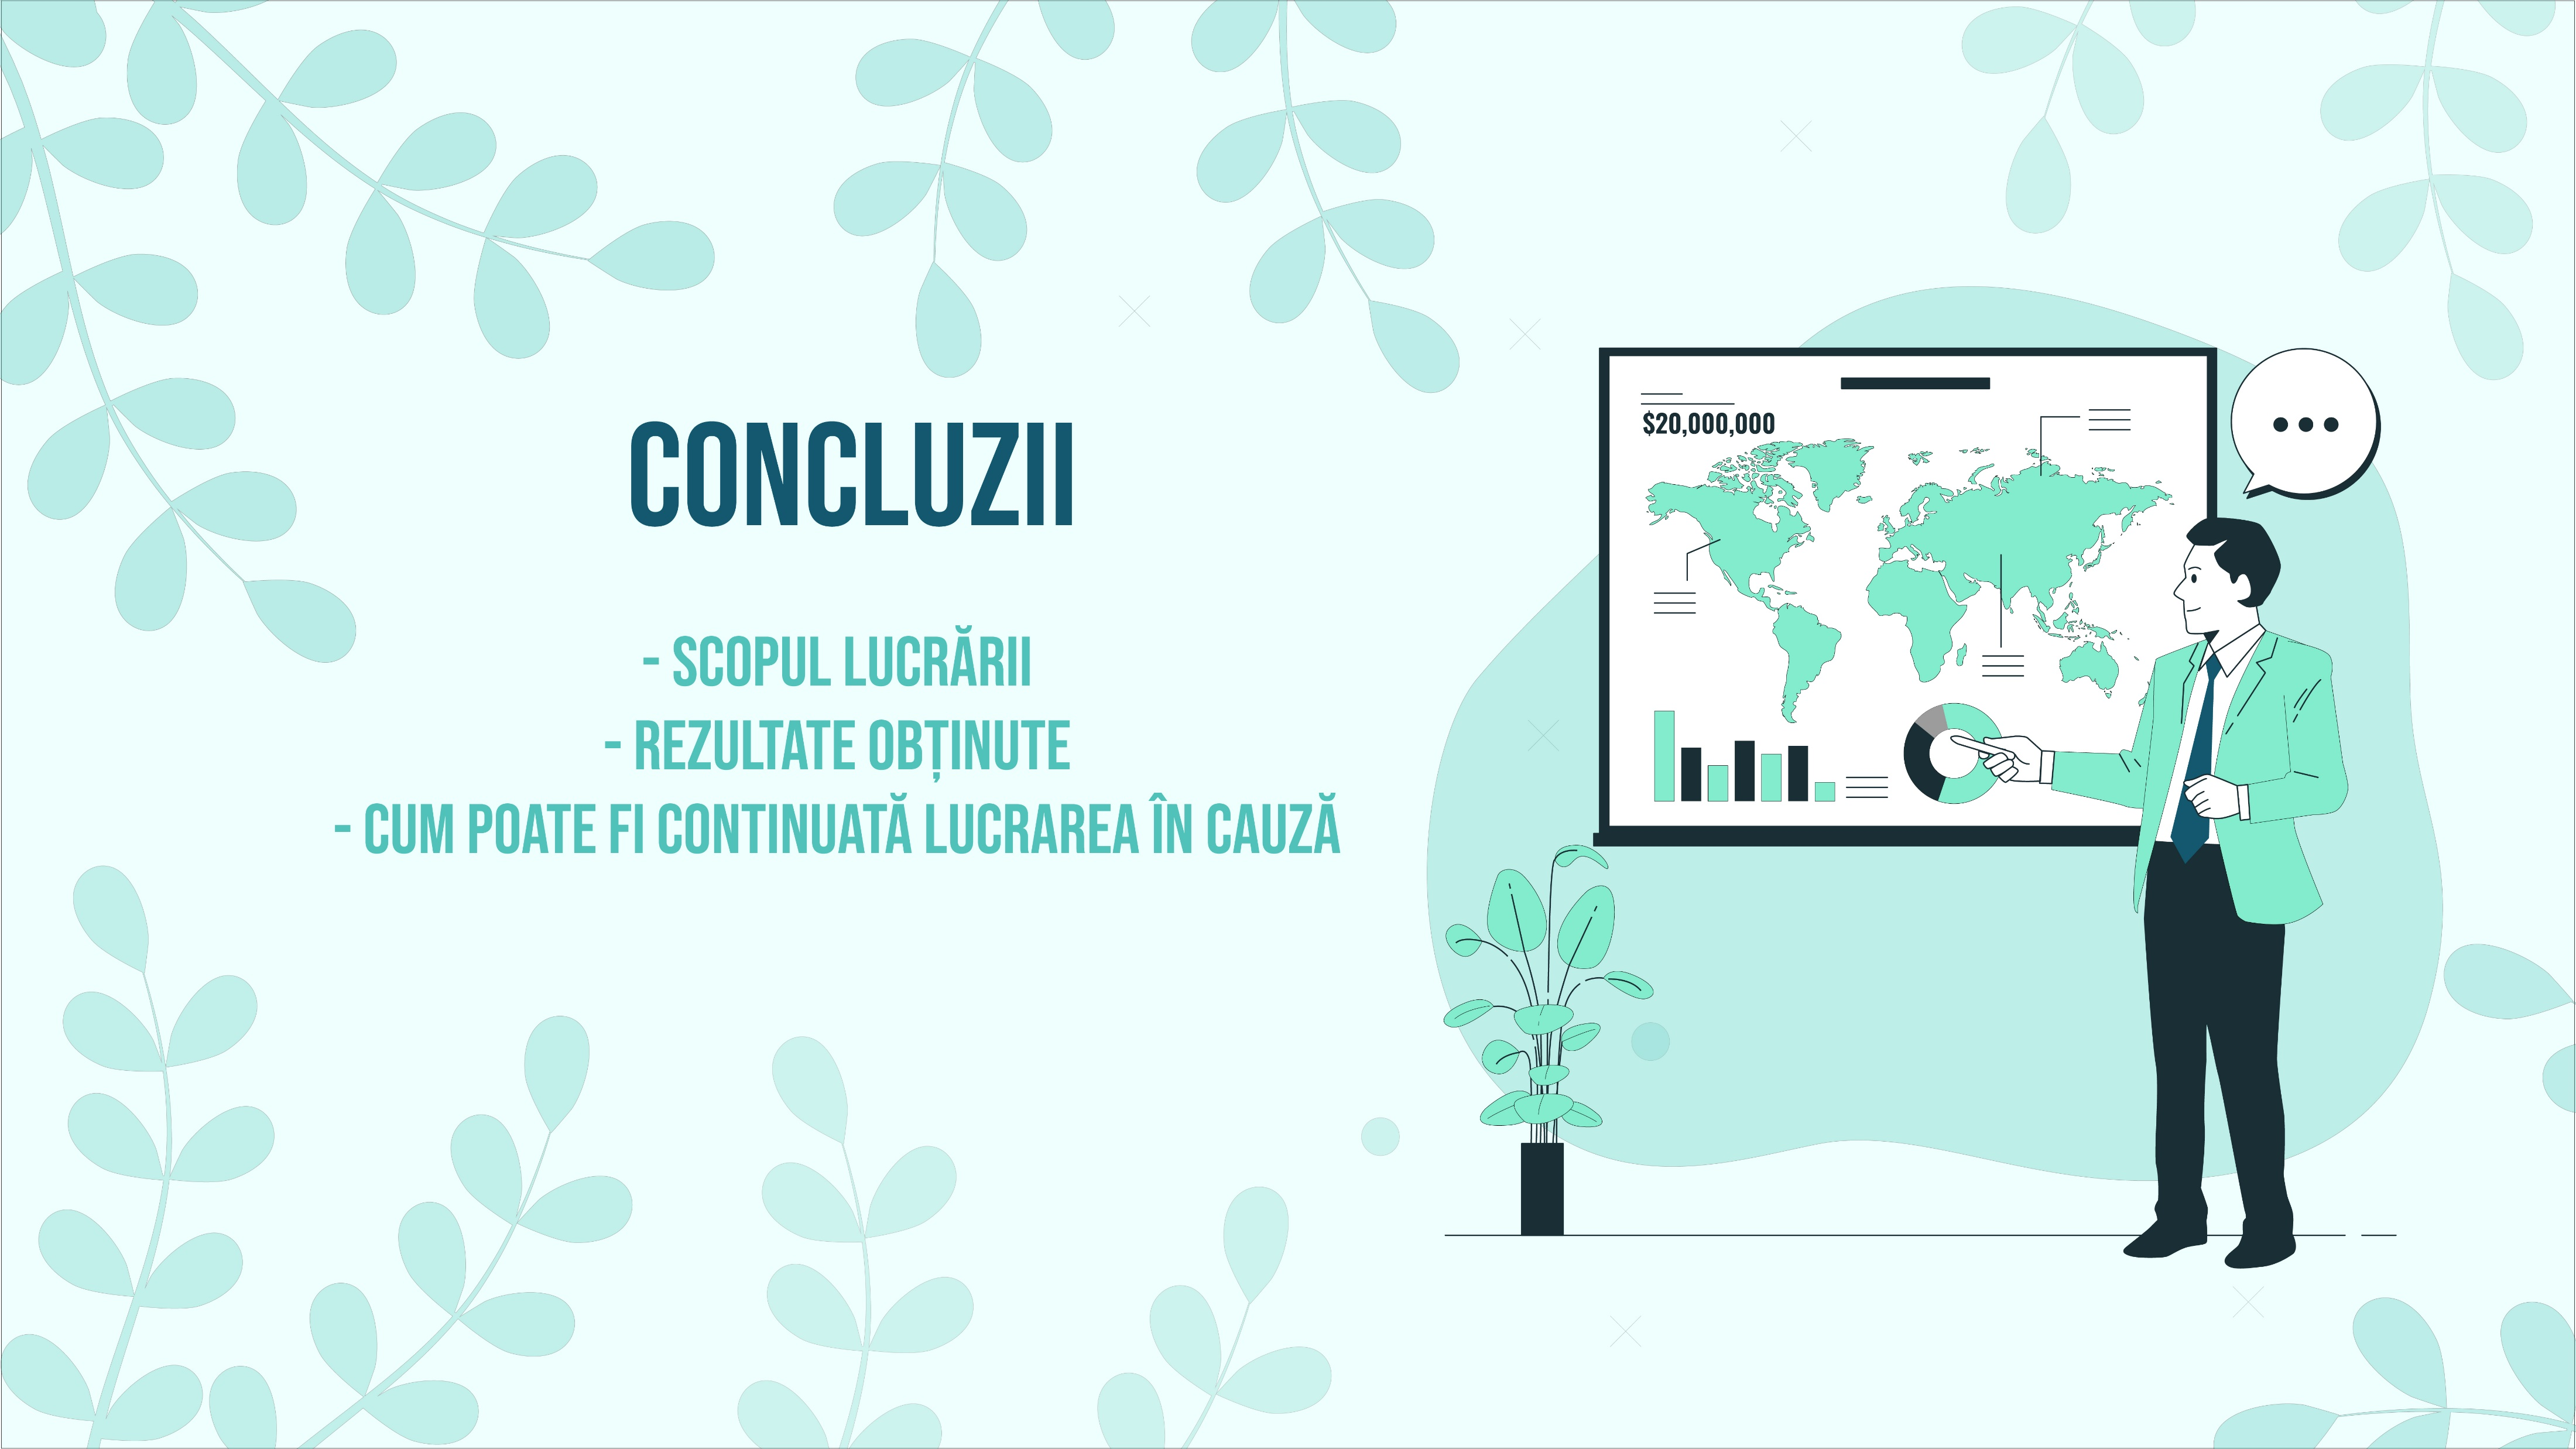 CONCLUZII
- SCOPUL LUCRĂRII
- REZULTATE OBȚINUTE
- CUM POATE FI CONTINUATĂ LUCRAREA ÎN CAUZĂ
$20,000,000